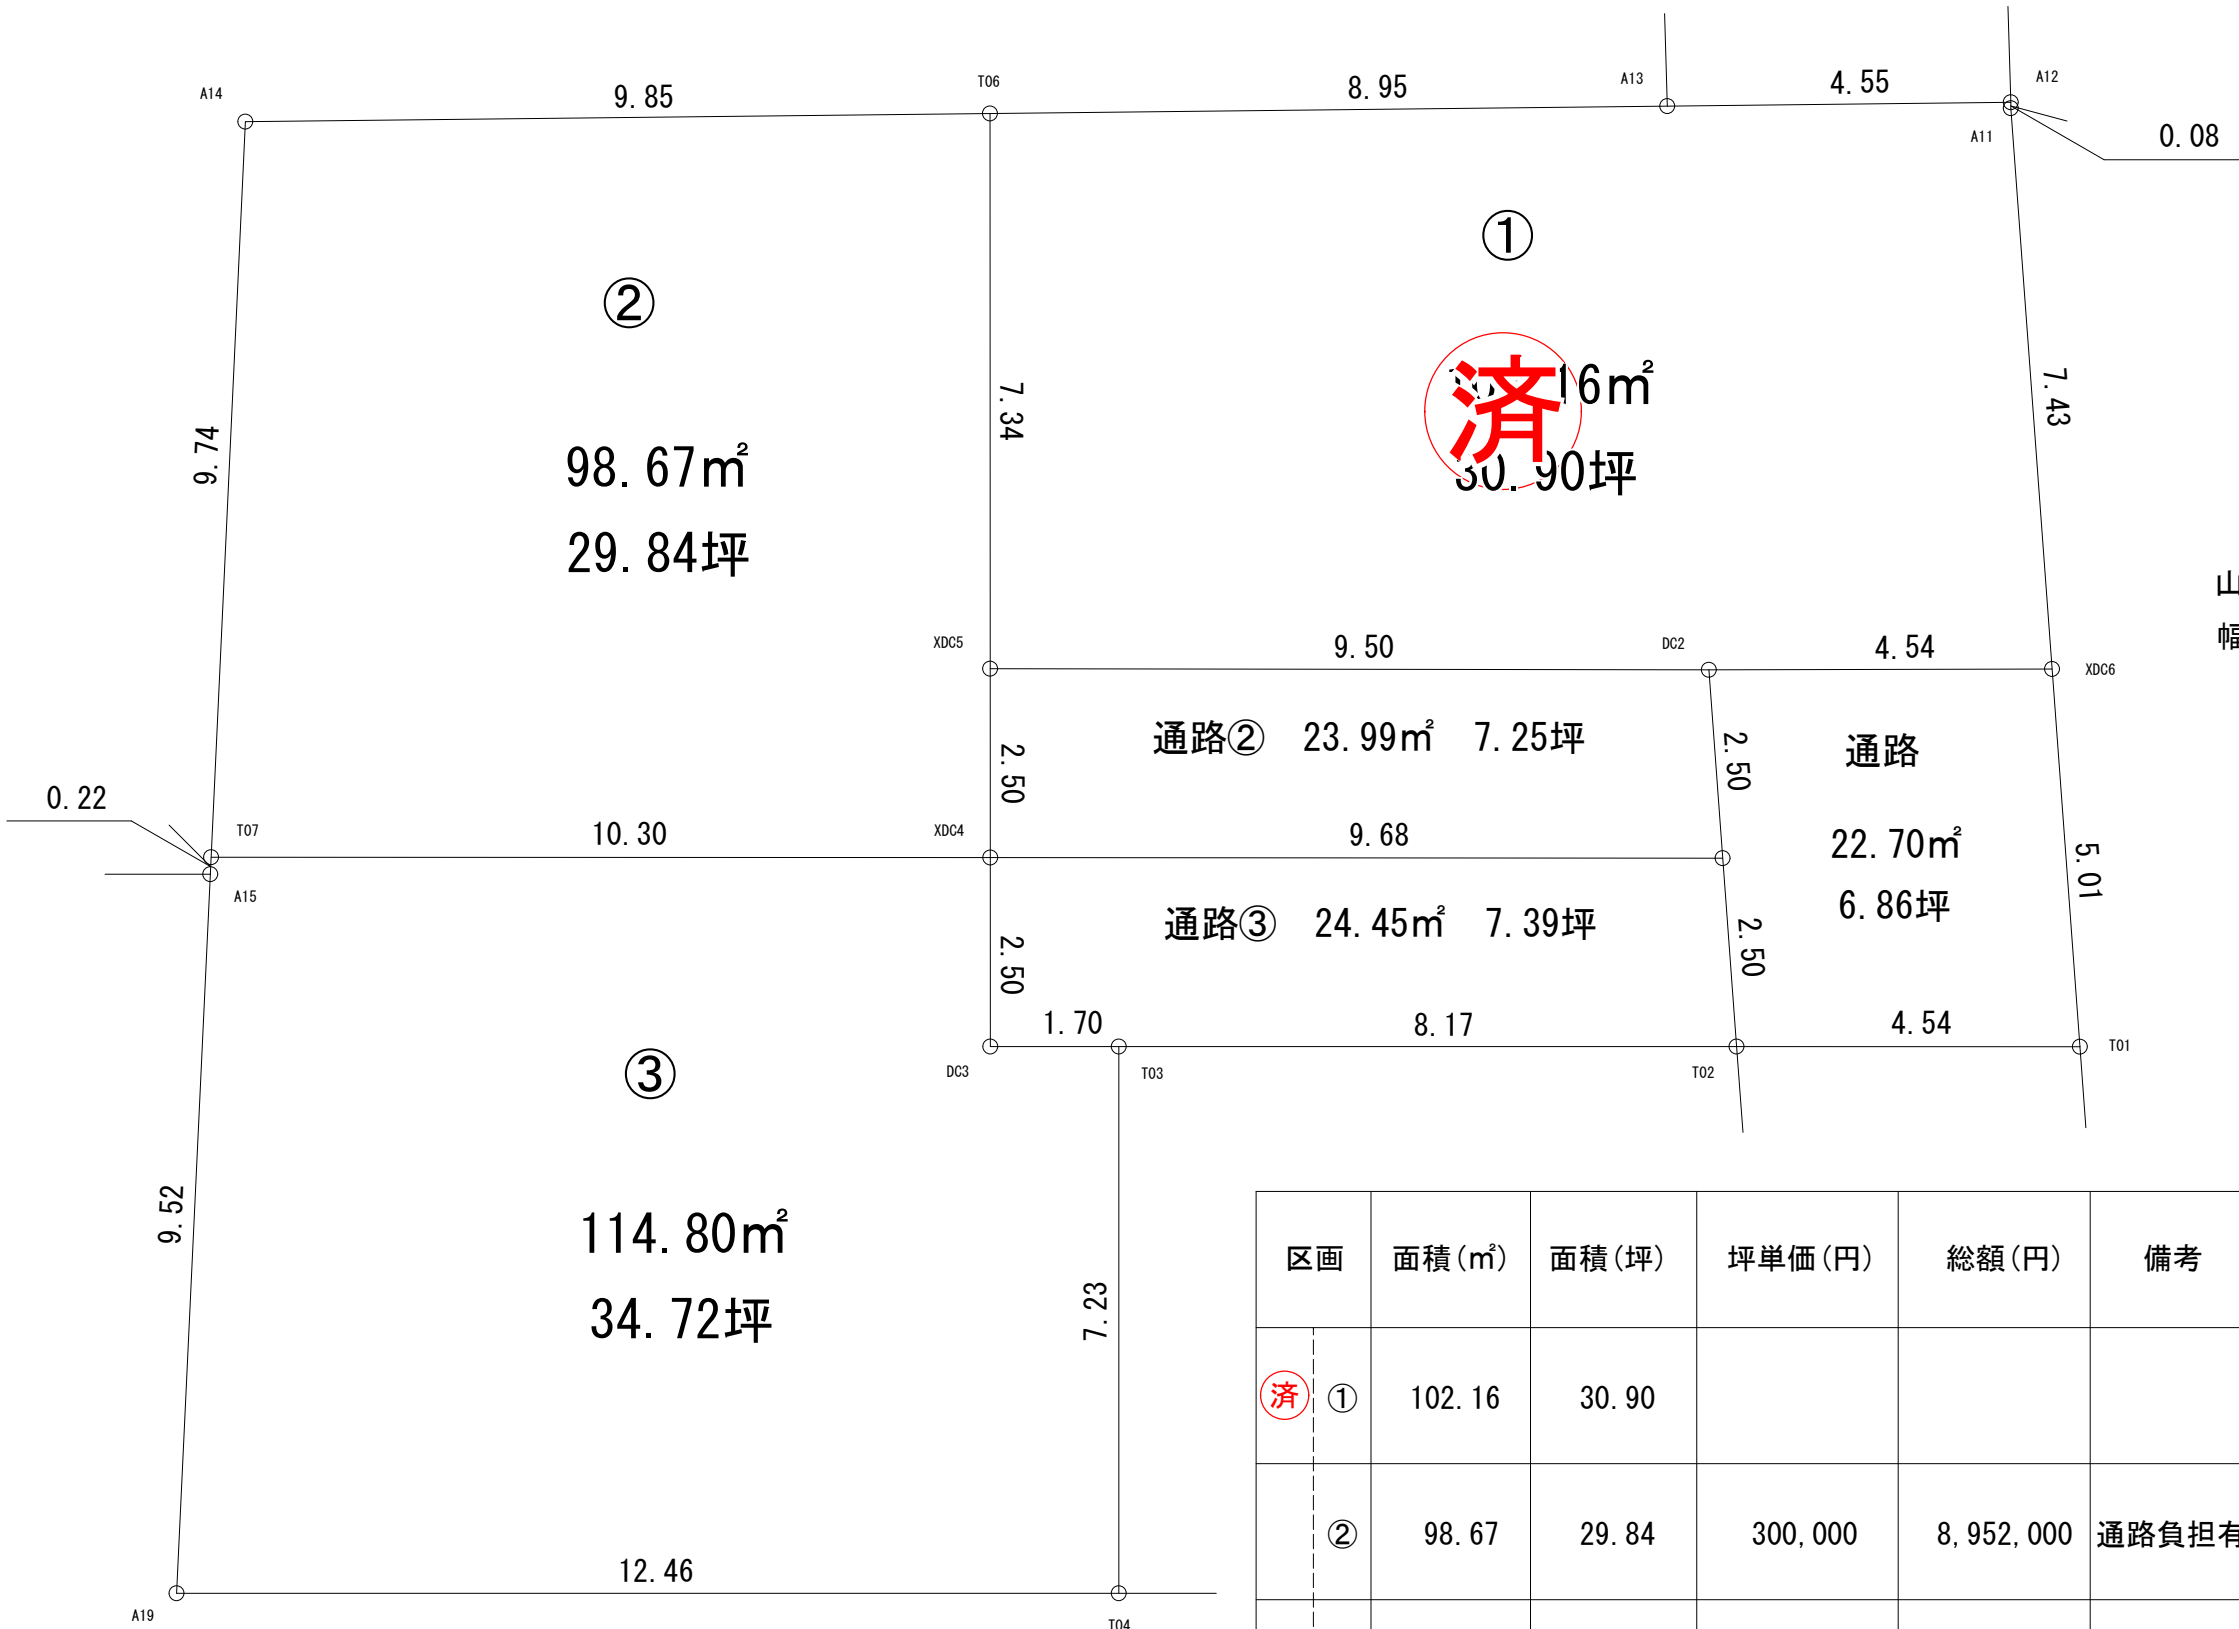 A14
9.85
T06
8.95
A13
4.55
A12
A11
0.08
①
②
済
16㎡
30.90坪
7.43
7.34
9.74
98.67㎡
29.84坪
山
XDC5
9.50
DC2
4.54
XDC6
通路② 23.99㎡ 7.25坪
2.50
2.50
通路
0.22
T07
10.30
XDC4
9.68
22.70㎡
6.86坪
5.01
A15
通路③ 24.45㎡ 7.39坪
2.50
2.50
1.70
8.17
4.54
T01
DC3
T03
T02
③
9.52
114.80㎡
34.72坪
7.23
12.46
A19
T04
区画 面積(㎡) 面積(坪) 坪単価(円) 総額(円) 備考
済 ① 102.16 30.90
② 98.67 29.84 300,000 8,952,000 通路負担有